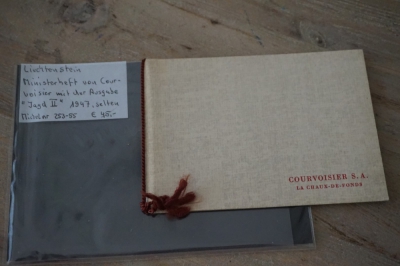 Liechtenstein
Ministerheft von Cour-
voisier mit der Ausgabe
"Jagd II" 1947, selten
Michel Nr 253-55 € 45,-
COURVOISIER S.A.
LA CHAUX-DE-FONDS